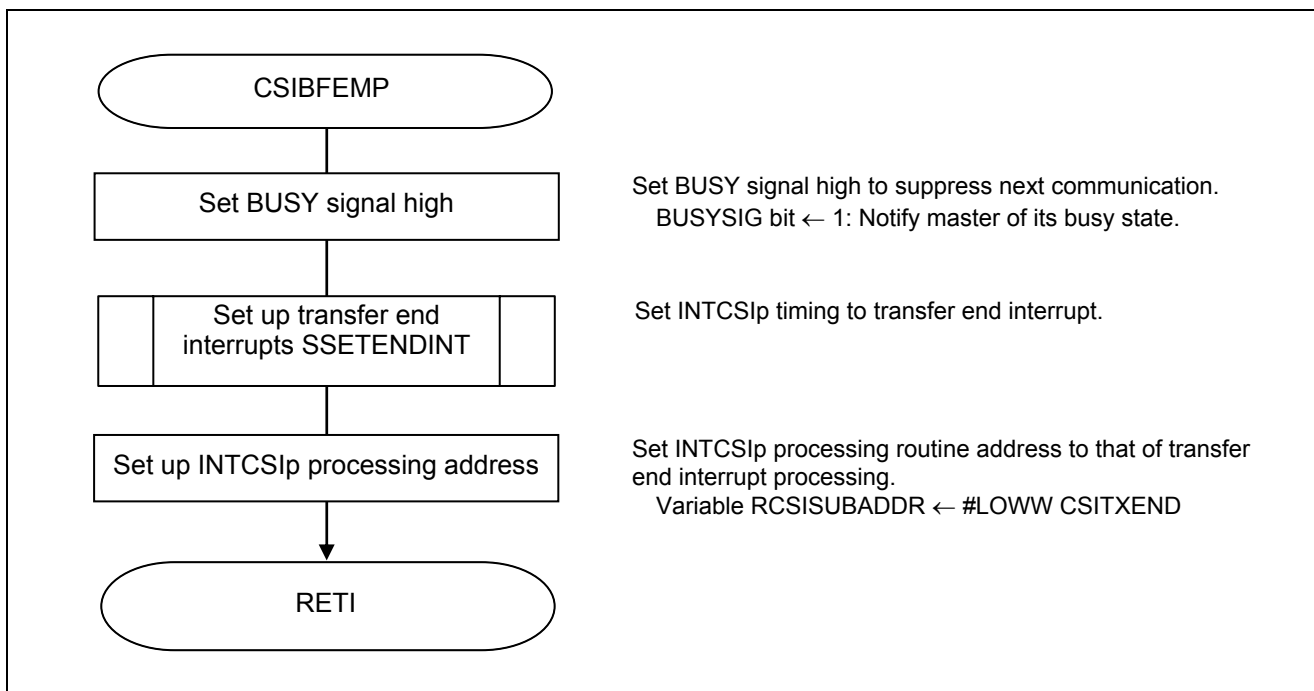 CSIBFEMP
Set BUSY signal high
Set BUSY signal high to suppress next communication.
BUSYSIG bit ← 1: Notify master of its busy state.
Set up transfer end
interrupts SSETENDINT
Set INTCSIp timing to transfer end interrupt.
Set up INTCSIp processing address
Set INTCSIp processing routine address to that of transfer
end interrupt processing.
Variable RCSISUBADDR ← #LOWW CSITXEND
RETI